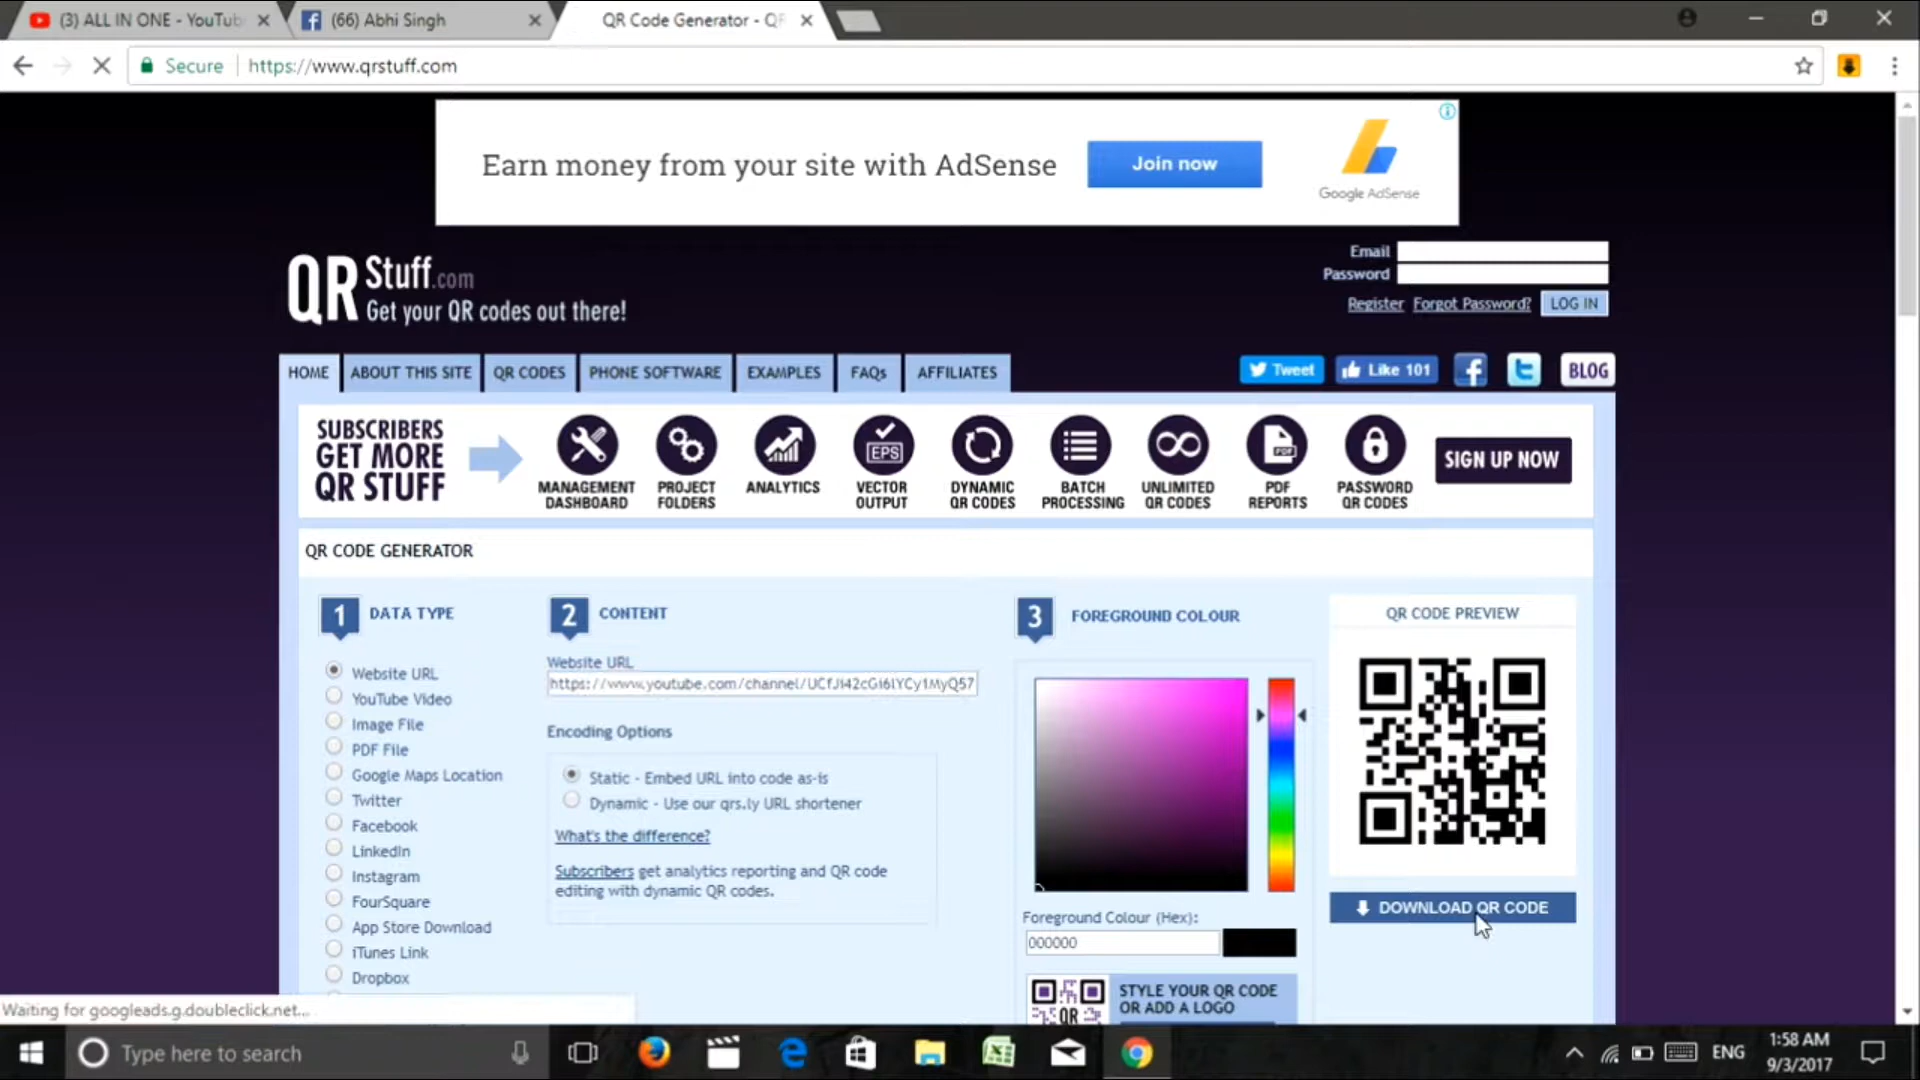 (3) ALL IN ONE - YouTub
(66) Abhi Singh
QR Code Generator - QR
Secure
https://www.qrstuff.com
Earn money from your site with AdSense
Join now
Google AdSense
Email
Password
QR Stuff.com
Get your QR codes out there!
Register Forgot Password? LOG IN
HOME ABOUT THIS SITE QR CODES PHONE SOFTWARE EXAMPLES FAQs AFFILIATES
Tweet Like 101 BLOG
SUBSCRIBERS
GET MORE
QR STUFF
MANAGEMENT
DASHBOARD
PROJECT
FOLDERS
ANALYTICS
EPS
VECTOR
OUTPUT
DYNAMIC
QR CODES
BATCH
PROCESSING
UNLIMITED
QR CODES
PDF
PDF
REPORTS
PASSWORD
QR CODES
SIGN UP NOW
QR CODE GENERATOR
1 DATA TYPE
Website URL
YouTube Video
Image File
PDF File
Google Maps Location
Twitter
Facebook
LinkedIn
Instagram
FourSquare
App Store Download
iTunes Link
Dropbox
2 CONTENT
Website URL
Encoding Options
Static - Embed URL into code as-is
Dynamic - Use our qrs.ly URL shortener
What's the difference?
Subscribers get analytics reporting and QR code
editing with dynamic QR codes.
3 FOREGROUND COLOUR
Foreground Colour (Hex):
000000
STYLE YOUR QR CODE
OR ADD A LOGO
QR
QR CODE PREVIEW
DOWNLOAD QR CODE
Waiting for googleads.g.doubleclick.net...
Type here to search
ENG
1:58 AM
9/3/2017